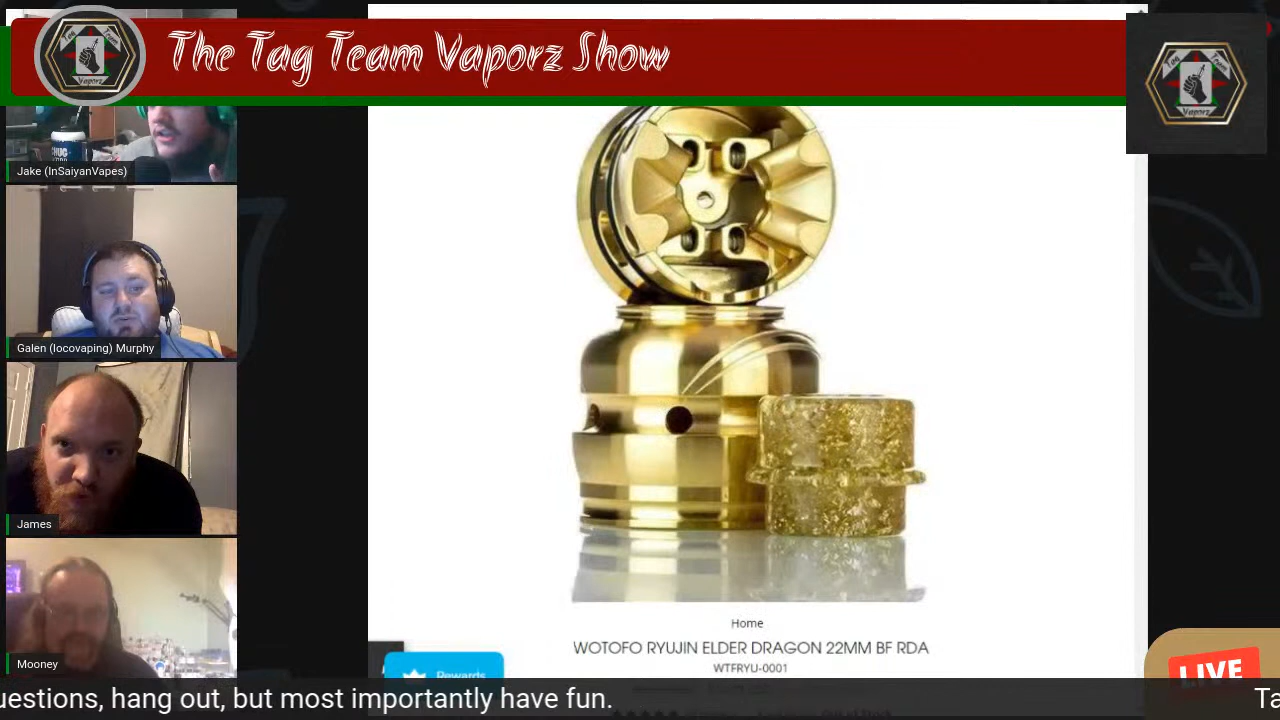 The Tag Team Vaporz Show
Jake (InSaiyanVapes)
Galen (locovaping) Murphy
James
Mooney
Home
WOTOFO RYUJIN ELDER DRAGON 22MM BF RDA
WTFRYU-0001
Rewards
LIVE
uestions, hang out, but most importantly have fun.
Ta